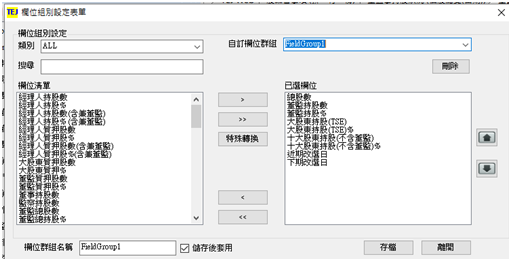 TEJ 欄位組別設定表單
欄位組別設定
類別 ALL
自訂欄位群組 FieldGroup1
搜尋
刪除
欄位清單
已選欄位
經理人持股數
經理人持股%
經理人持股數(含兼董監)
經理人持股%(含兼董監)
經理人質押股數
經理人質押股%
經理人質押股數(含兼董監)
經理人質押股%(含兼董監)
大股東質押股數
大股東質押%
董監質押股數
董監質押股%
董事持股數
監察持股數
董監總股數
董監總持股%
>
>>
特殊轉換
<
<<
總股數
董監持股數
董監持股%
大股東持股(TSE)
大股東持股(TSE)%
十大股東持股(不含董監)
十大股東持股(不含董監)%
近期改選日
下期改選日
欄位群組名稱 FieldGroup1
儲存後套用
存檔
離開